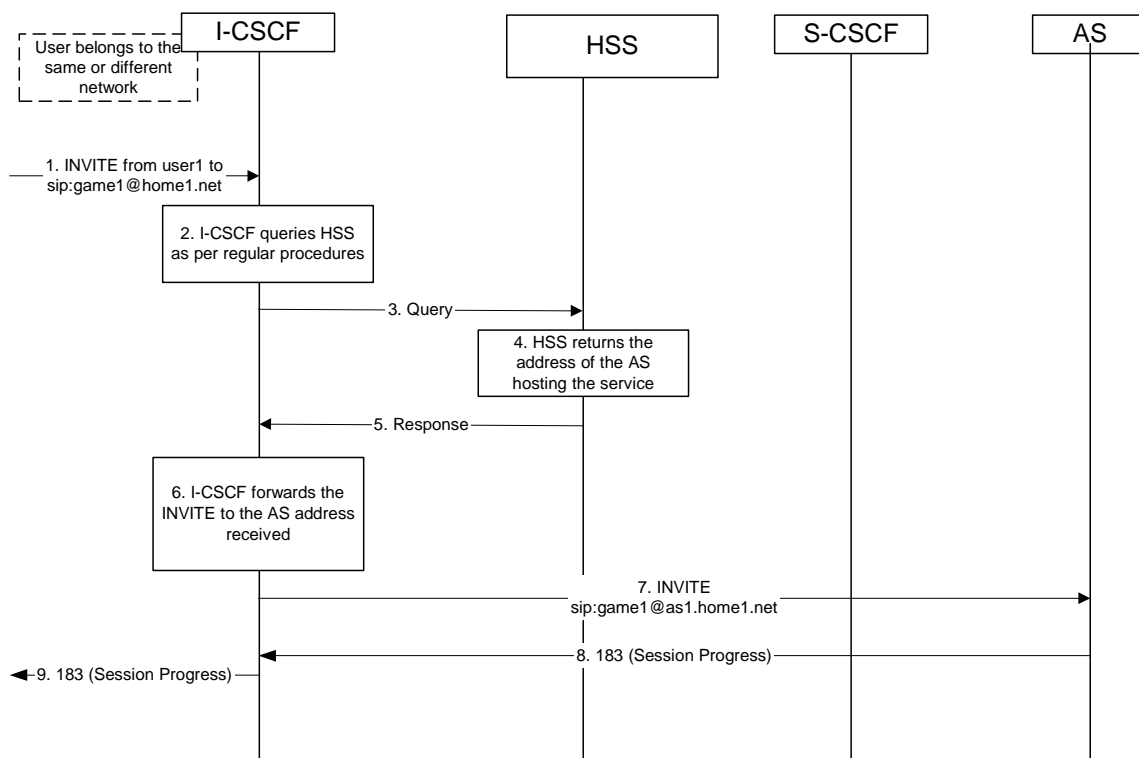 I-CSCF
HSS
S-CSCF
AS
User belongs to the
same or different
network
1. INVITE from user1 to
sip:game1@home1.net
2. I-CSCF queries HSS
as per regular procedures
3. Query
4. HSS returns the
address of the AS
hosting the service
5. Response
6. I-CSCF forwards the
INVITE to the AS address
received
7. INVITE
sip:game1@as1.home1.net
8. 183 (Session Progress)
9. 183 (Session Progress)